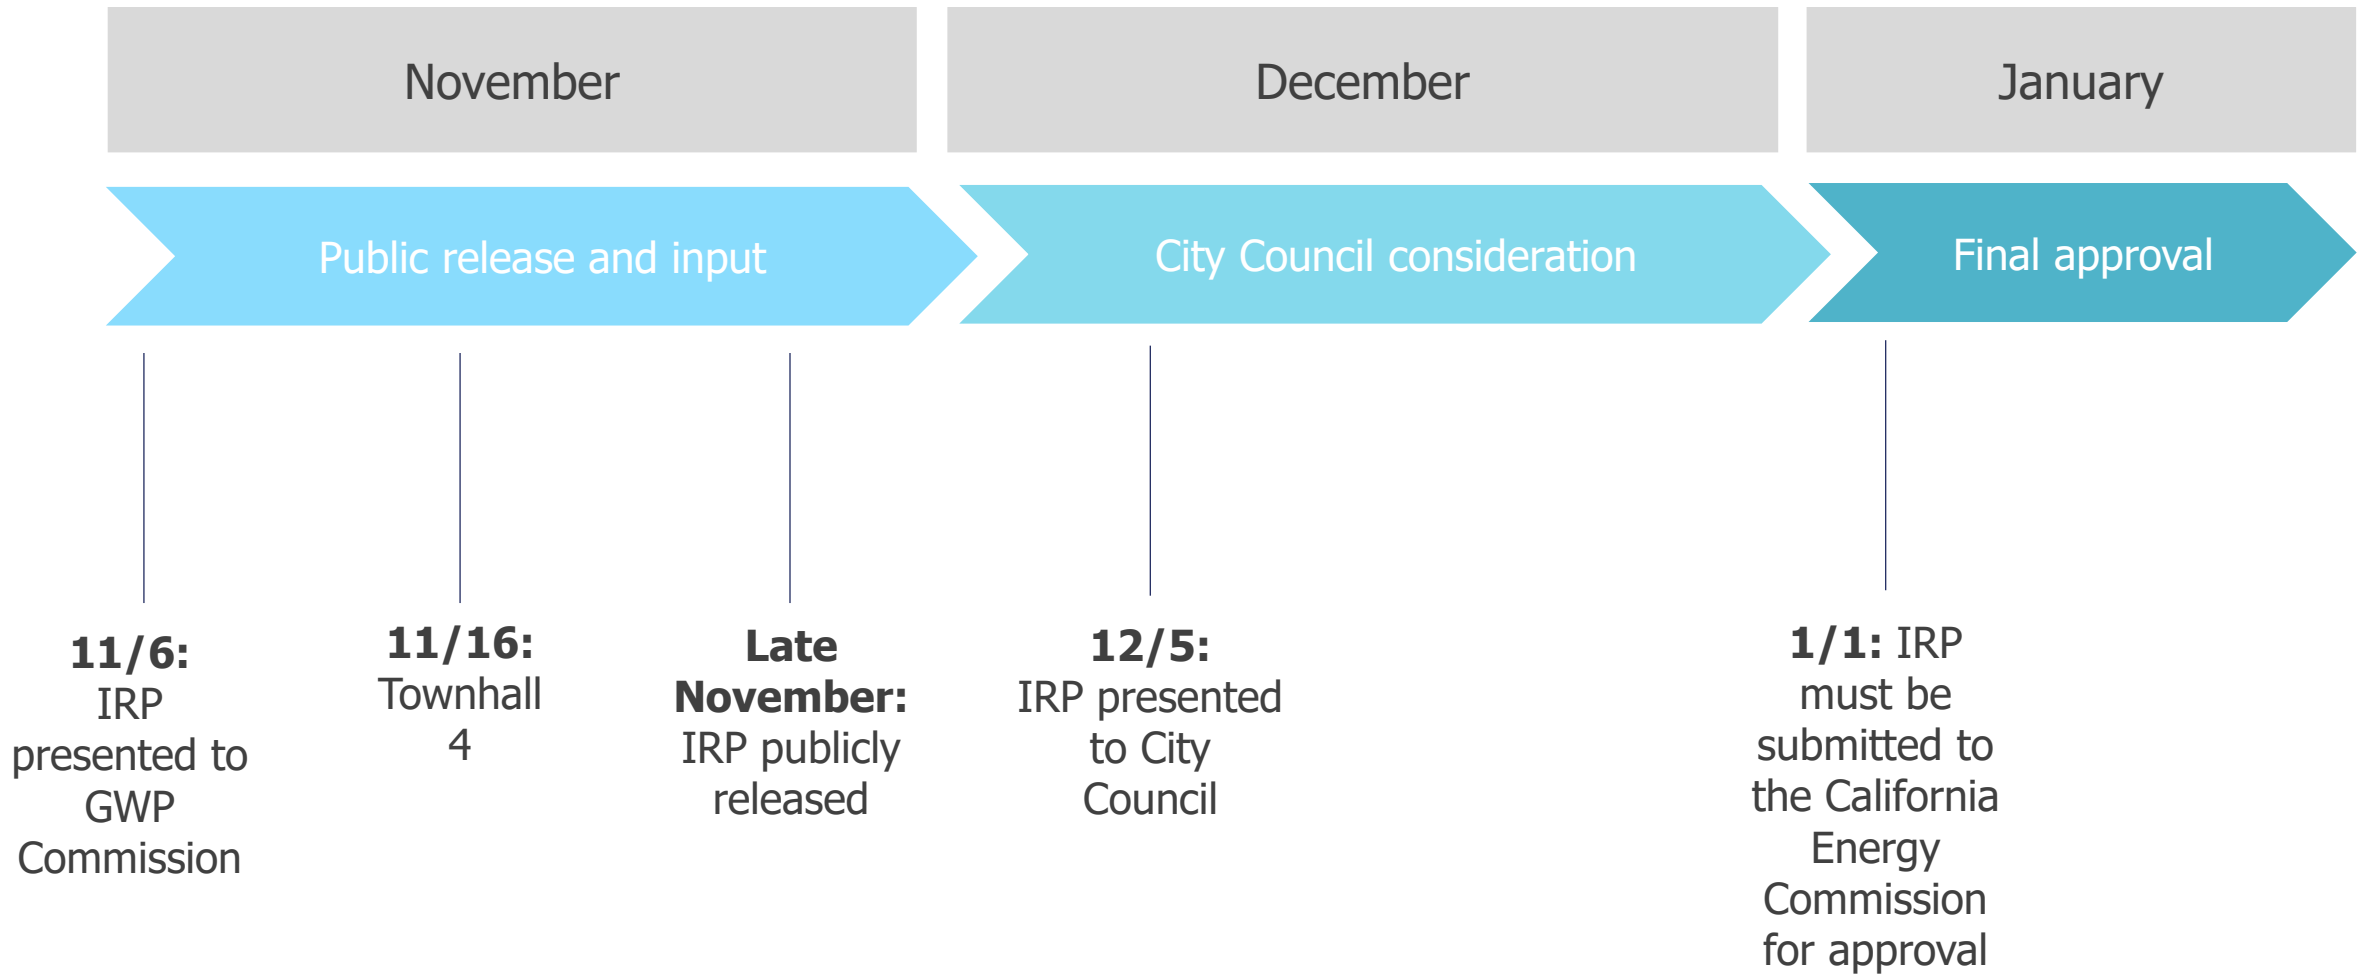 November
December
January
Public release and input
City Council consideration
Final approval
11/6:
IRP
presented to
GWP
Commission
11/16:
Townhall
4
Late
November:
IRP publicly
released
12/5:
IRP presented
to City
Council
1/1: IRP
must be
submitted to
the California
Energy
Commission
for approval